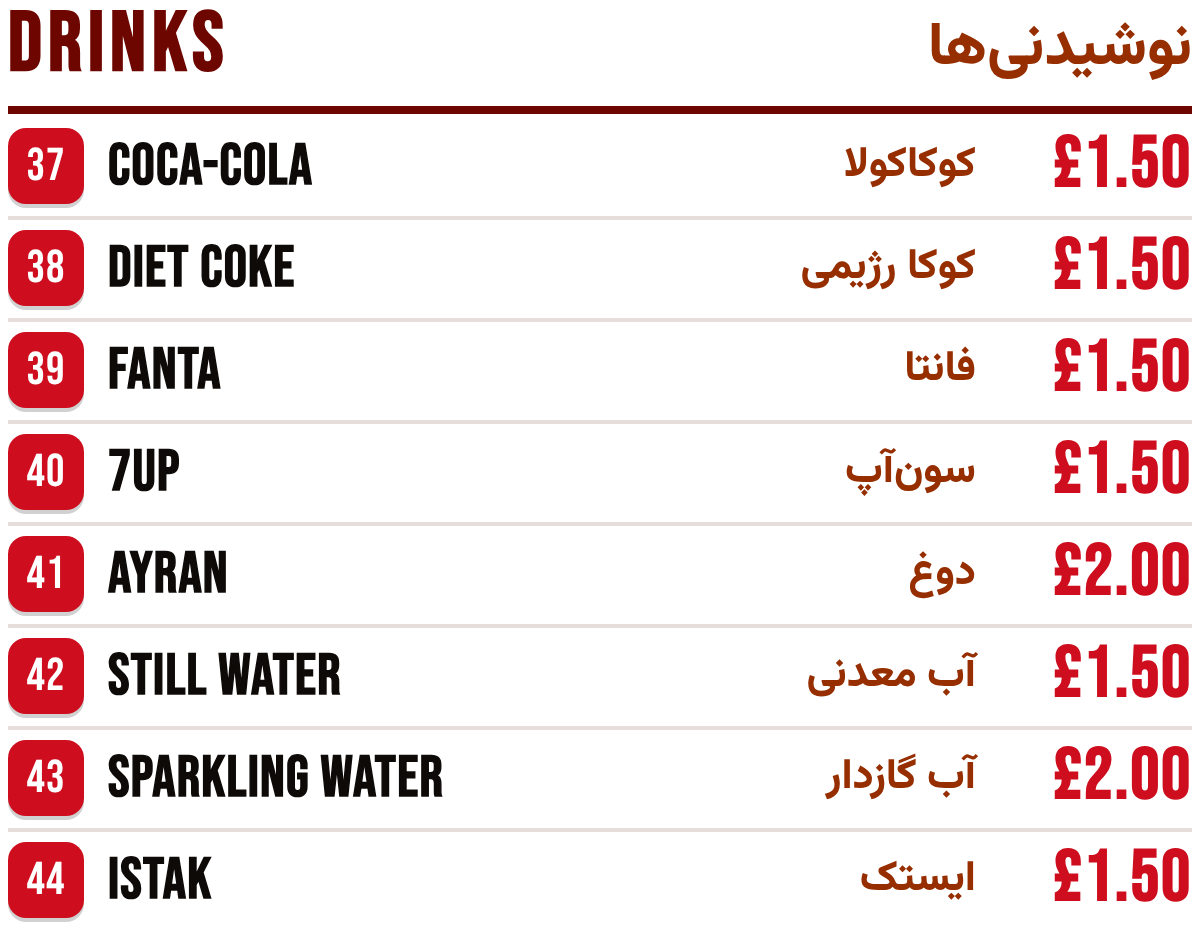 DRINKS نوشیدنی‌ها
37 COCA-COLA کوکاکولا £1.50
38 DIET COKE کوکا رژیمی £1.50
39 FANTA فانتا £1.50
40 7UP سون‌آپ £1.50
41 AYRAN دوغ £2.00
42 STILL WATER آب معدنی £1.50
43 SPARKLING WATER آب گازدار £2.00
44 ISTAK ایستک £1.50